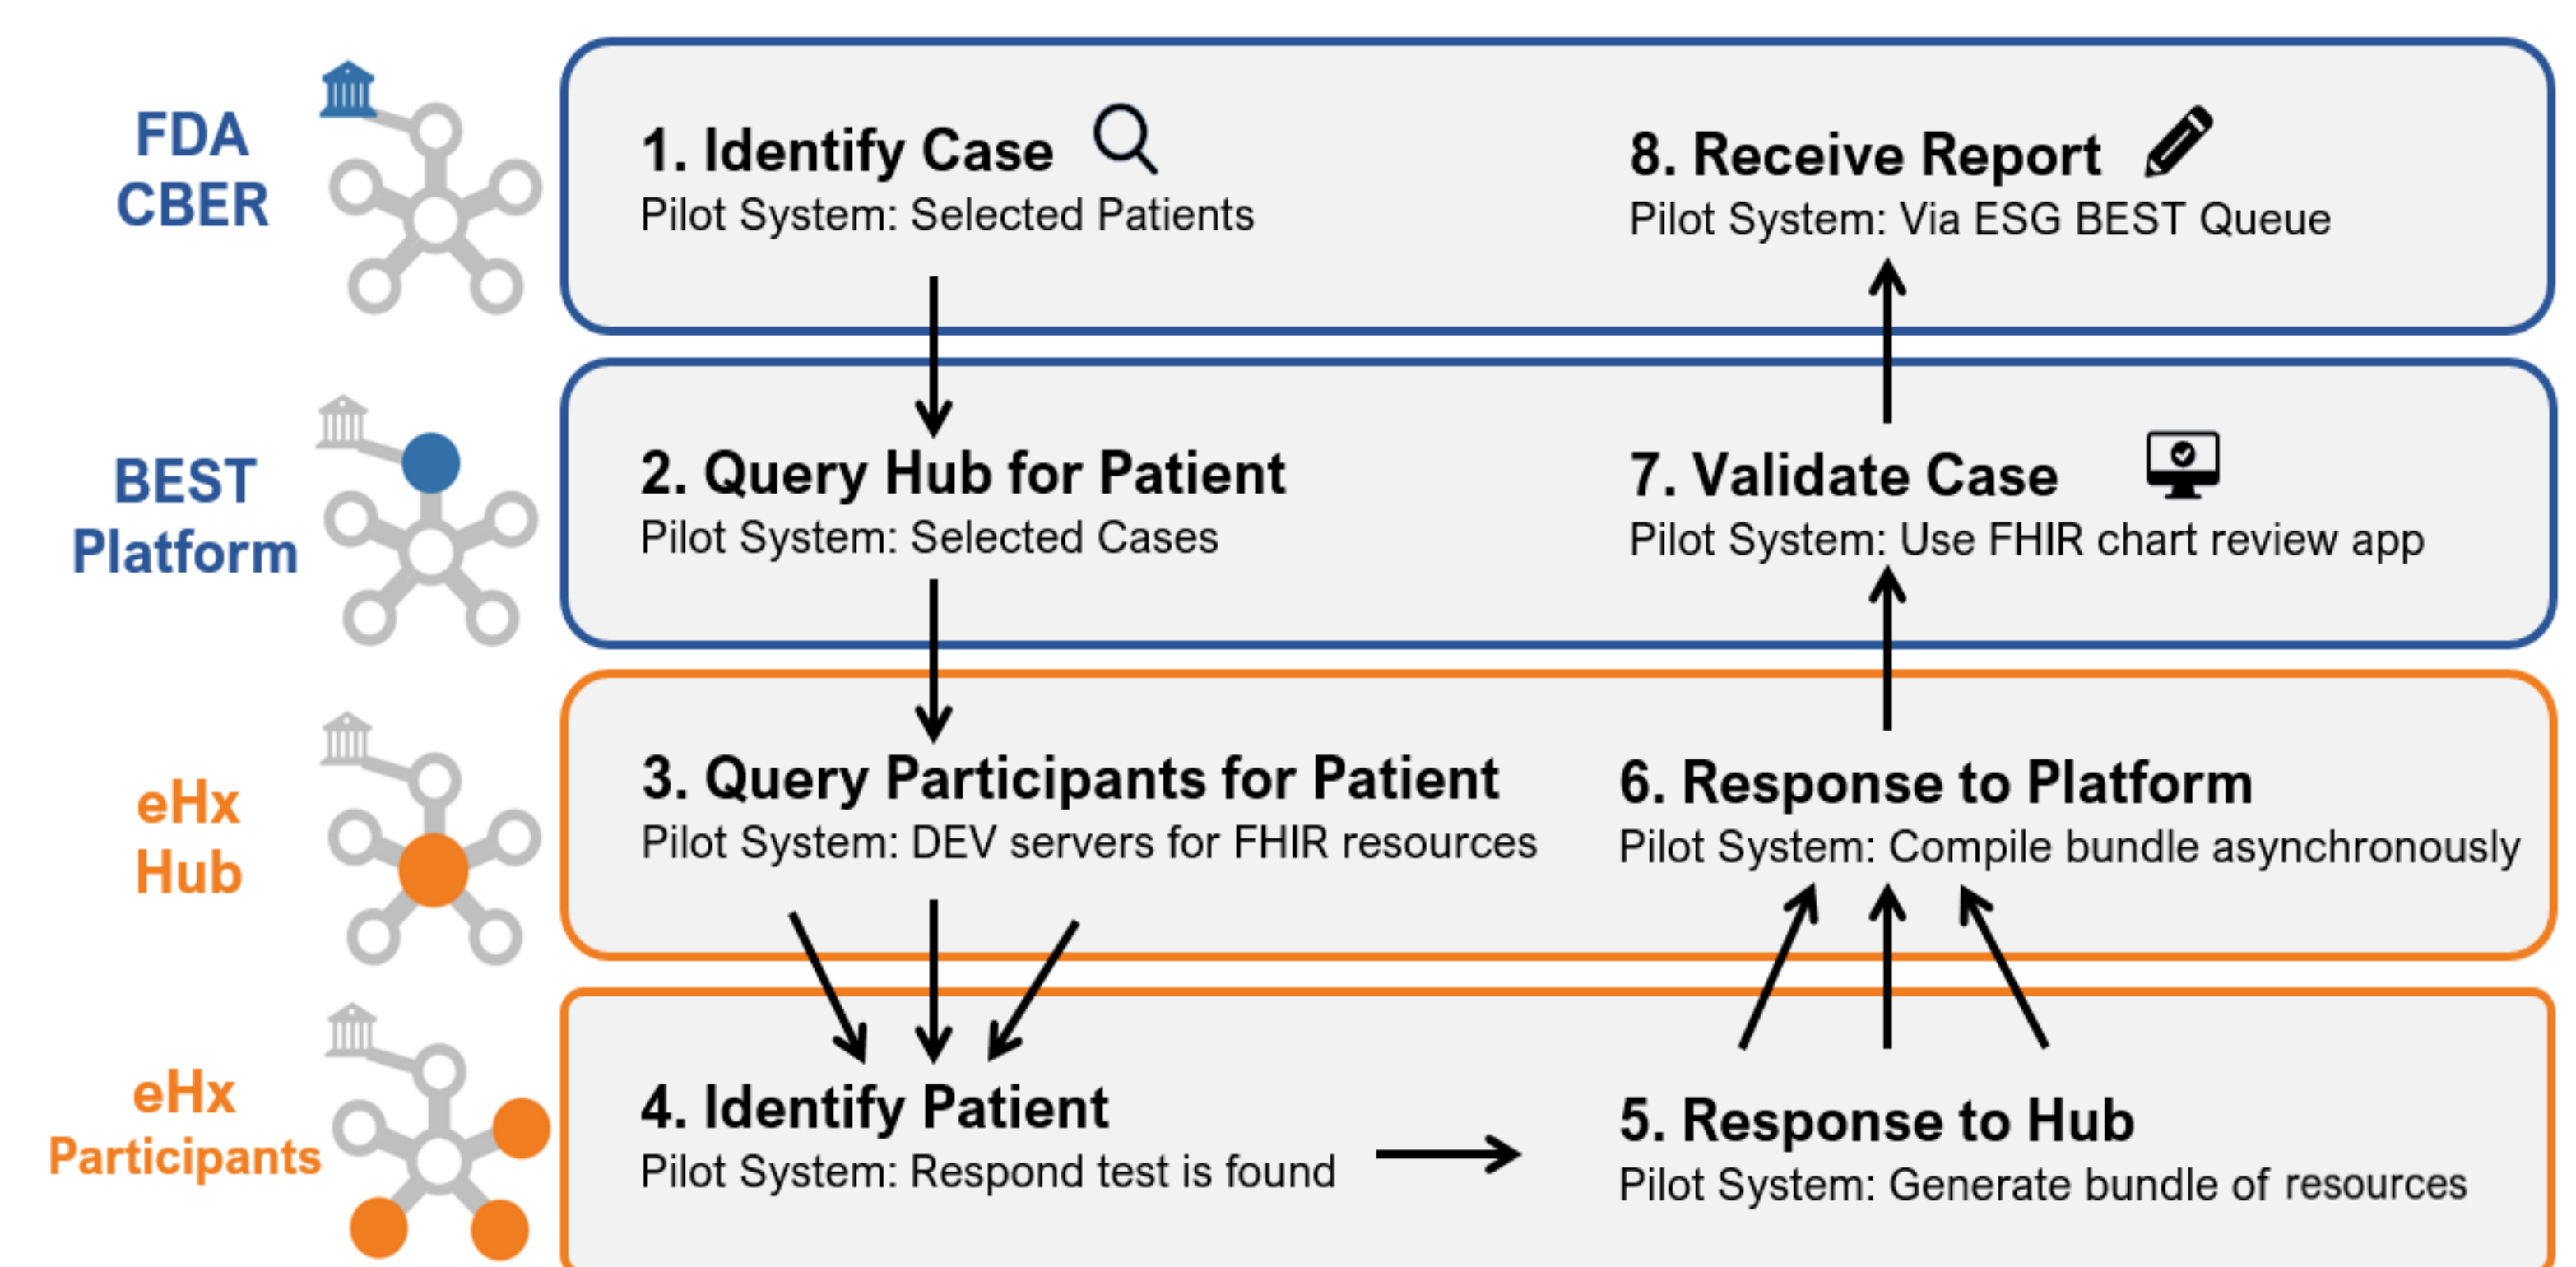 FDA
CBER
1. Identify Case
Pilot System: Selected Patients
8. Receive Report
Pilot System: Via ESG BEST Queue
BEST
Platform
2. Query Hub for Patient
Pilot System: Selected Cases
7. Validate Case
Pilot System: Use FHIR chart review app
eHx
Hub
3. Query Participants for Patient
Pilot System: DEV servers for FHIR resources
6. Response to Platform
Pilot System: Compile bundle asynchronously
eHx
Participants
4. Identify Patient
Pilot System: Respond test is found
5. Response to Hub
Pilot System: Generate bundle of resources